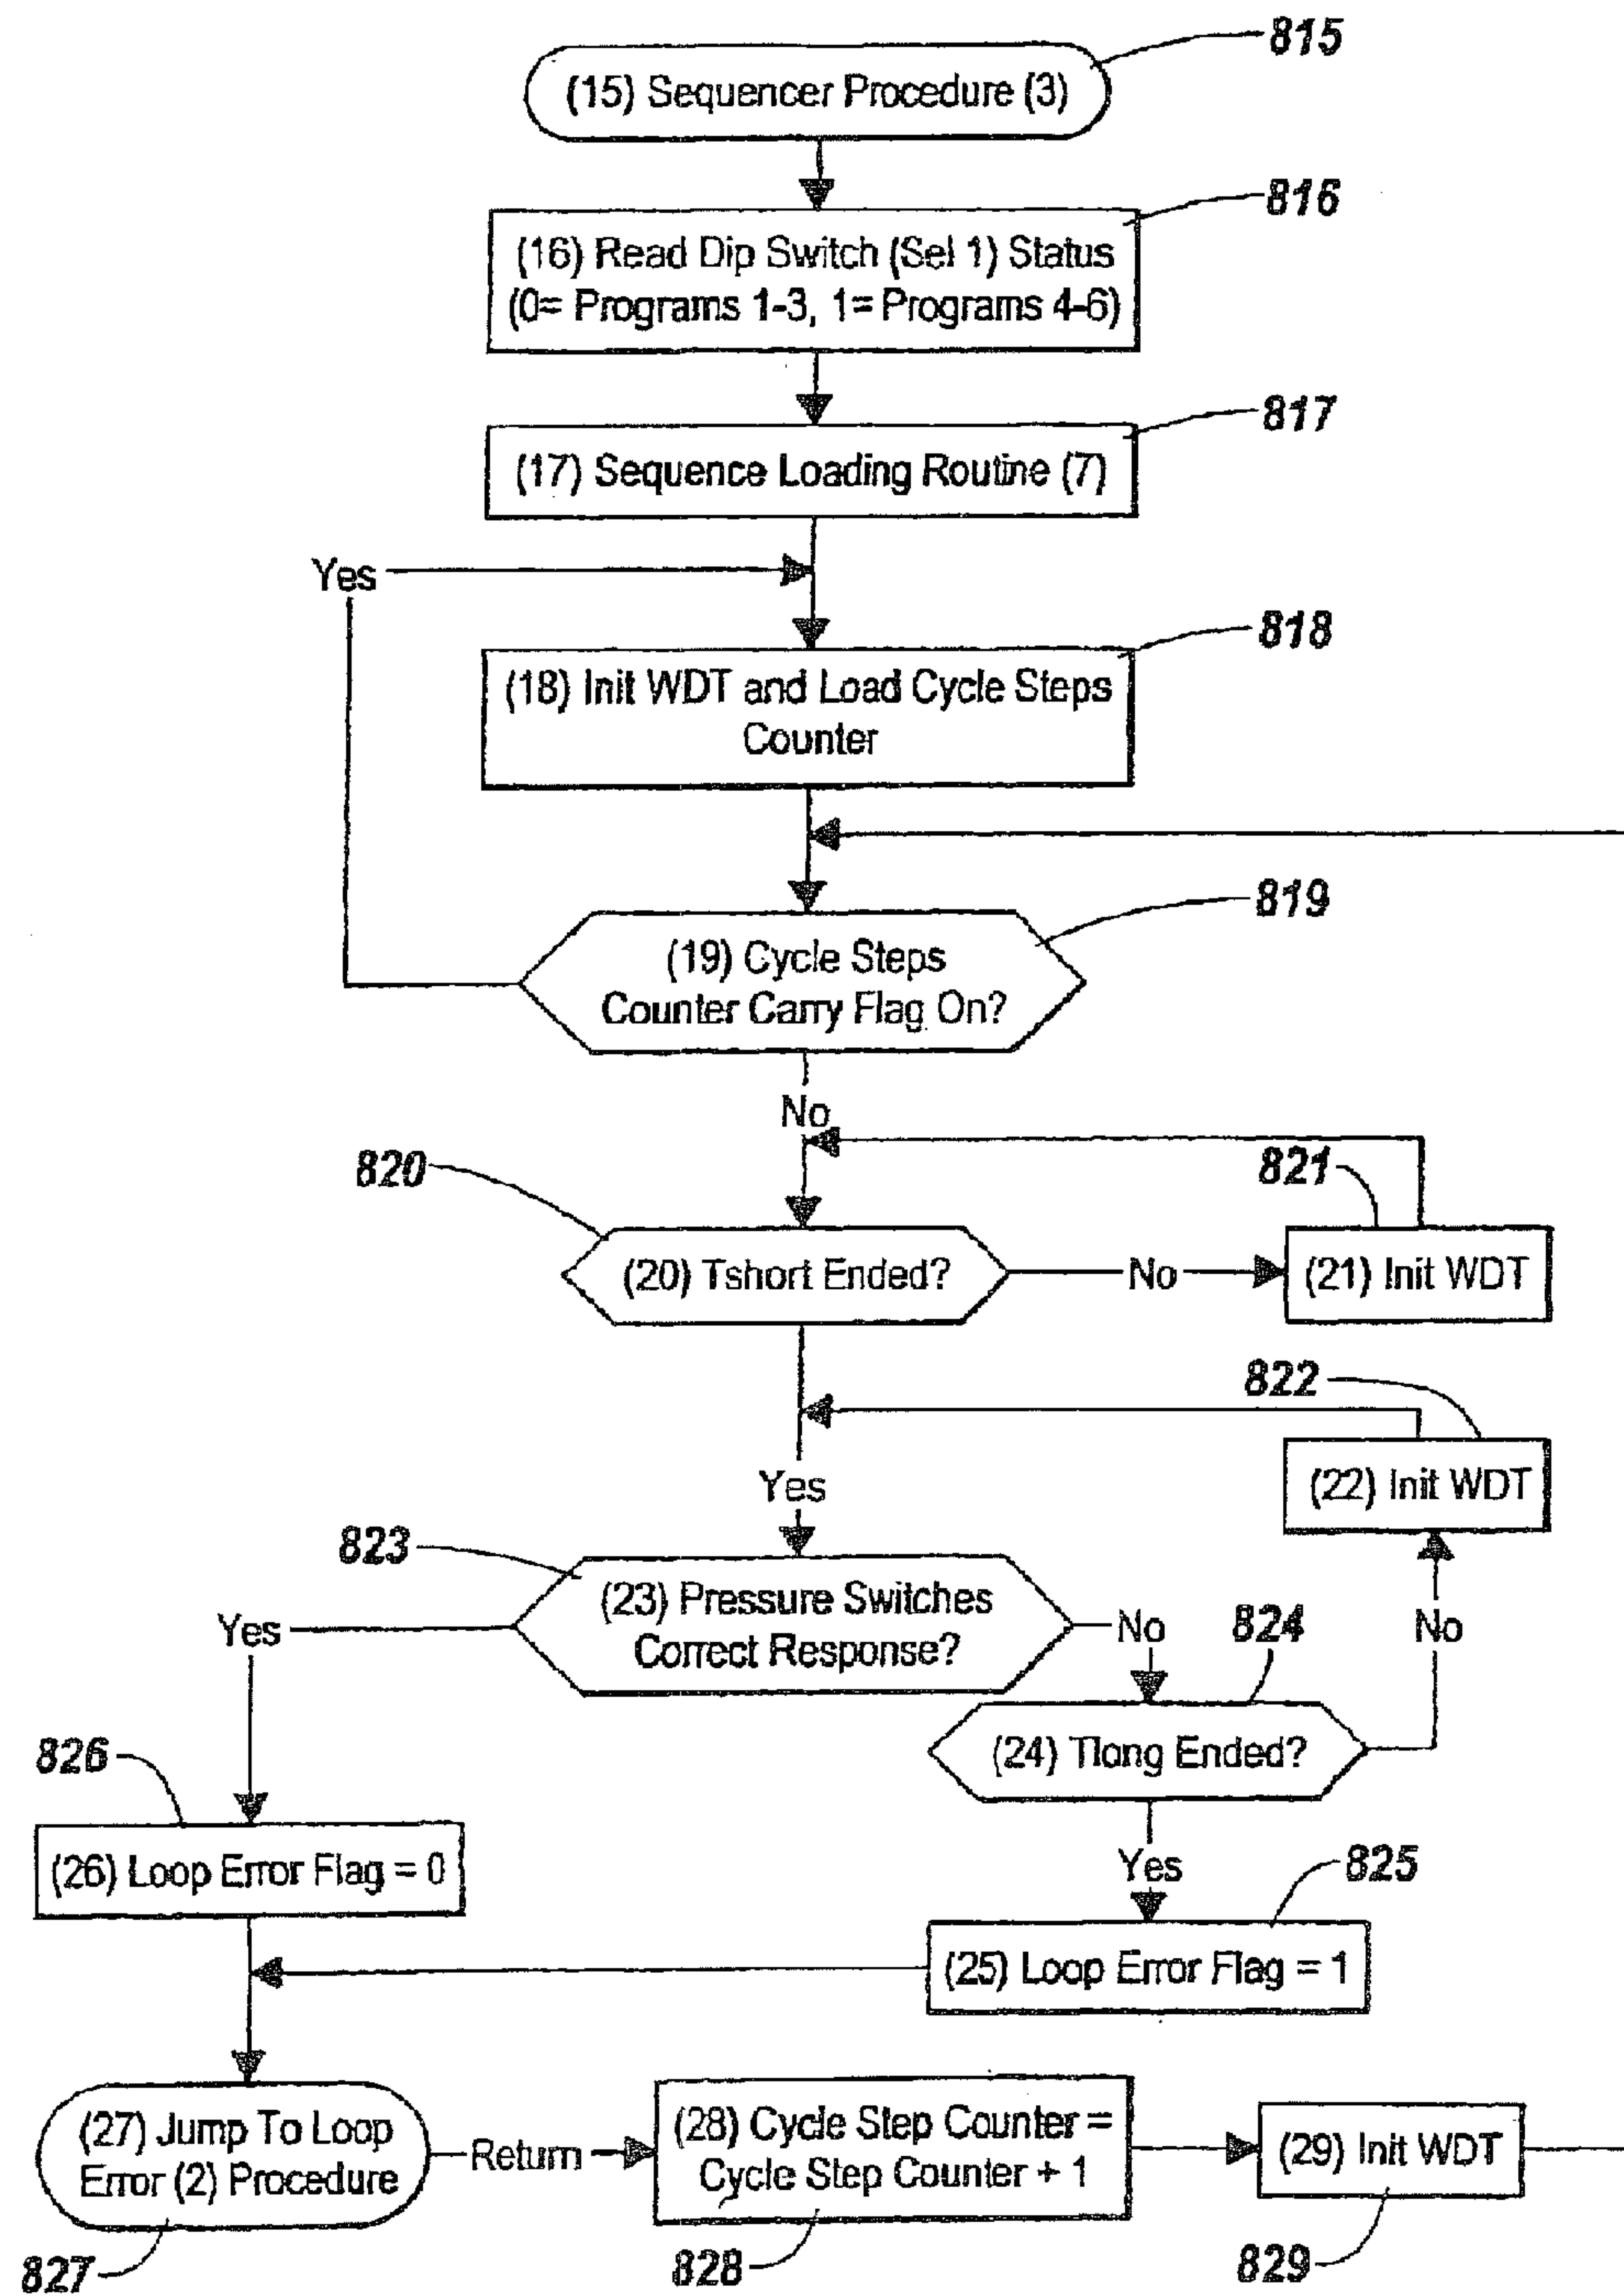 815
(15) Sequencer Procedure (3)
816
(16) Read Dip Switch (Sel 1) Status
(0= Programs 1-3, 1= Programs 4-6)
817
(17) Sequence Loading Routine (7)
Yes
818
(18) Init WDT and Load Cycle Steps
Counter
819
(19) Cycle Steps
Counter Carry Flag On?
No
820
821
(20) Tshort Ended?
No
(21) Init WDT
822
Yes
(22) Init WDT
823
(23) Pressure Switches
Correct Response?
Yes
No
824
No
(24) Tlong Ended?
826
Yes
825
(26) Loop Error Flag = 0
(25) Loop Error Flag = 1
(27) Jump To Loop
Error (2) Procedure
Return
(28) Cycle Step Counter =
Cycle Step Counter + 1
(29) Init WDT
827
828
829